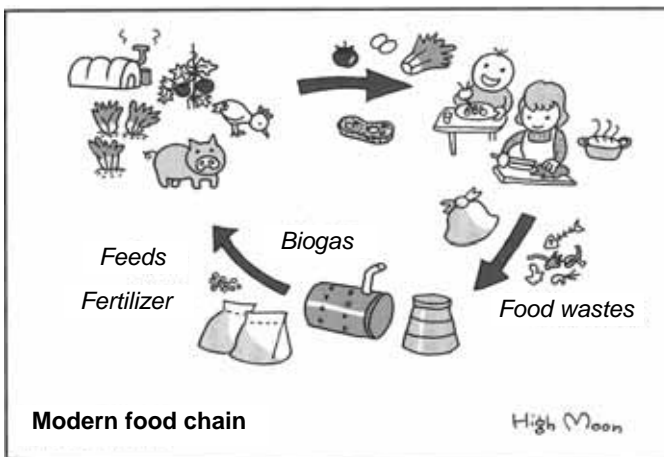 Biogas
Feeds
Fertilizer
Food wastes
Modern food chain
High Moon